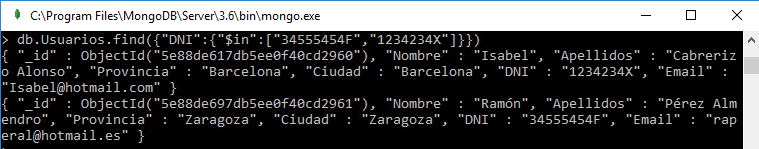 C:\Program Files\MongoDB\Server\3.6\bin\mongo.exe
> db.Usuarios.find({"DNI":{"$in":["34555454F","1234234X"]}})
{ "_id" : ObjectId("5e88de617db5ee0f40cd2960"), "Nombre" : "Isabel", "Apellidos" : "Cabreriz
o Alonso", "Provincia" : "Barcelona", "Ciudad" : "Barcelona", "DNI" : "1234234X", "Email" :
"Isabel@hotmail.com" }
{ "_id" : ObjectId("5e88de697db5ee0f40cd2961"), "Nombre" : "Ramón", "Apellidos" : "Pérez Alm
endro", "Provincia" : "Zaragoza", "Ciudad" : "Zaragoza", "DNI" : "34555454F", "Email" : "rap
eral@hotmail.es" }